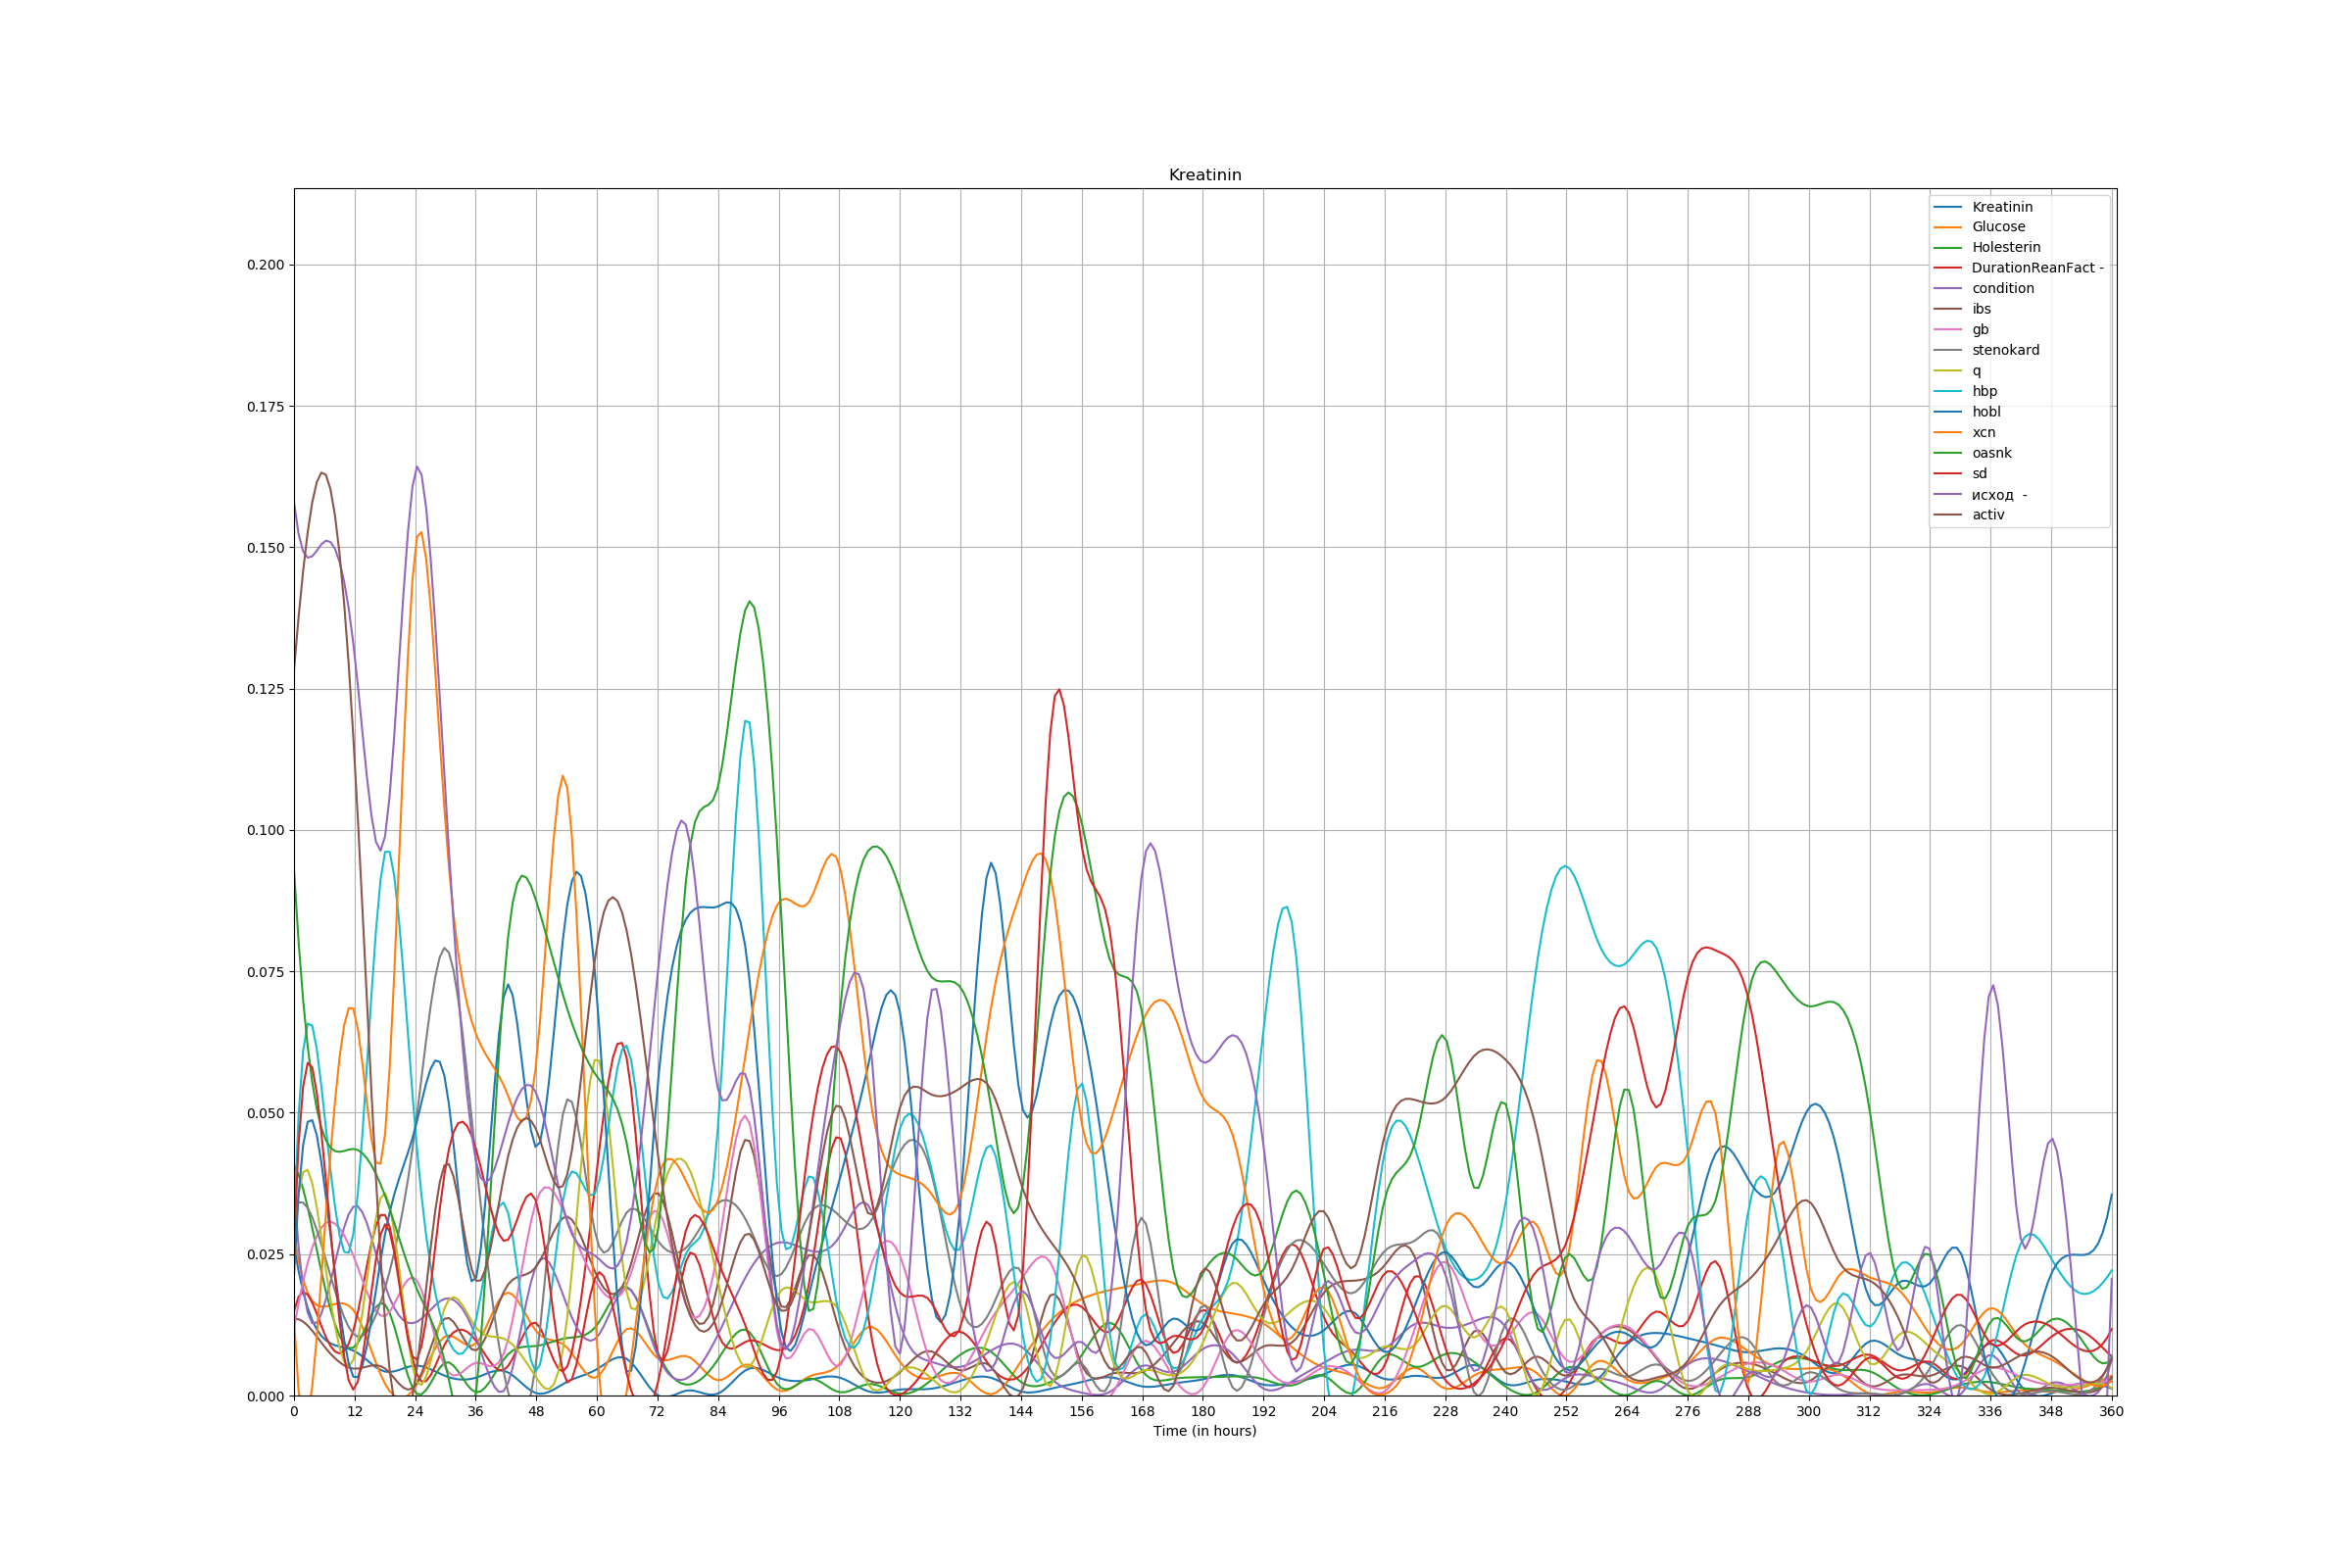 Kreatinin
0.200
0.175
0.150
0.125
0.100
0.075
0.050
0.025
0.000
Kreatinin
Glucose
Holesterin
DurationReanFact -
condition
ibs
gb
stenokard
q
hbp
hobl
xcn
oasnk
sd
исход  -
activ
0 12 24 36 48 60 72 84 96 108 120 132 144 156 168 180 192 204 216 228 240 252 264 276 288 300 312 324 336 348 360
Time (in hours)